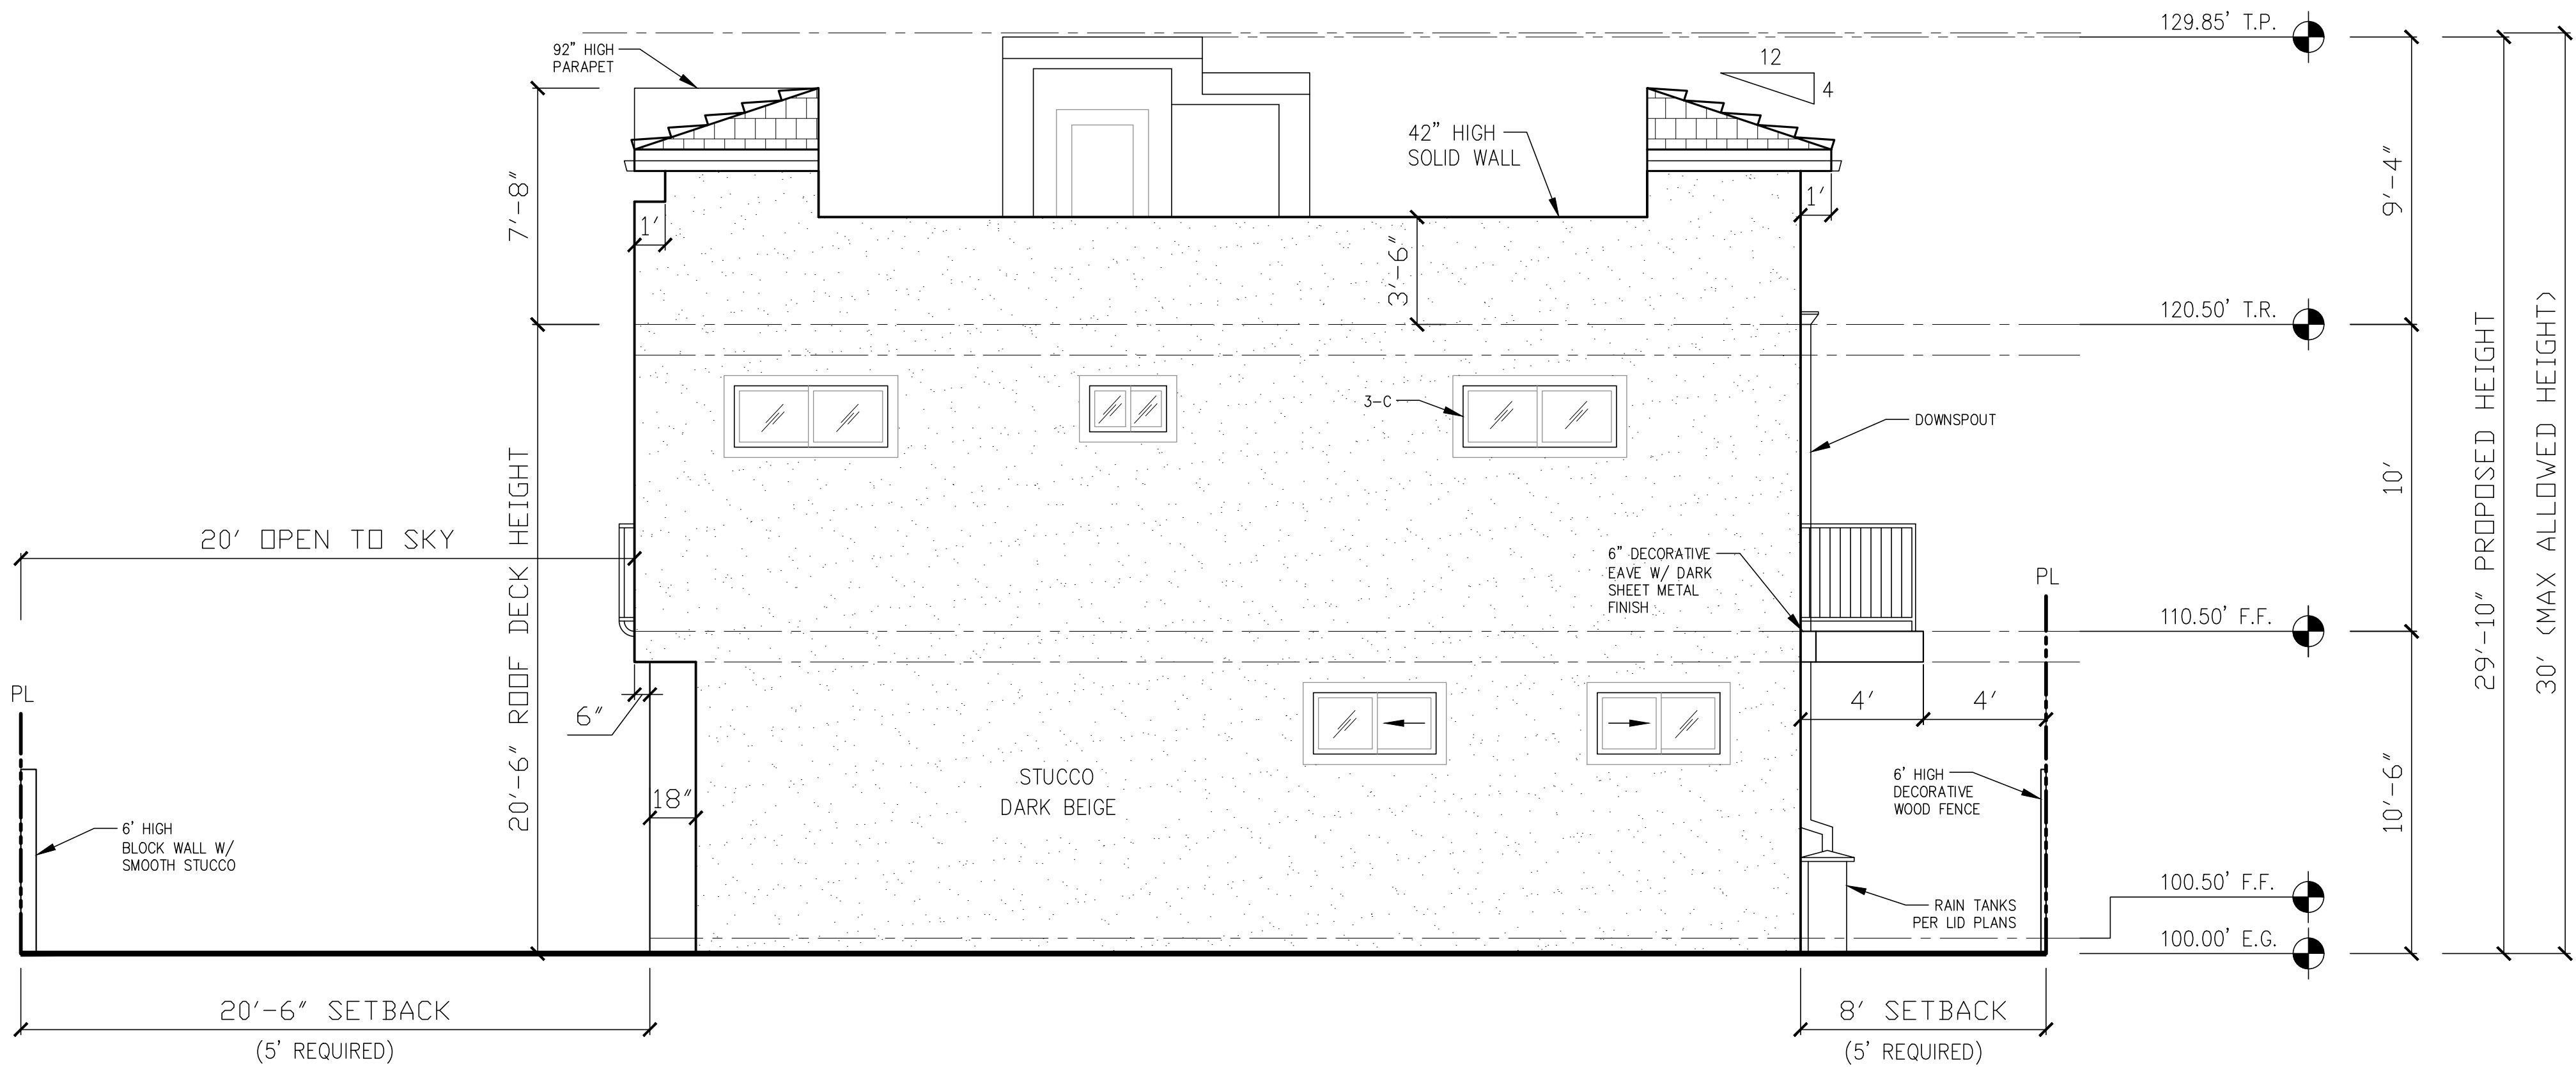 129.85' T.P.
92" HIGH
PARAPET
12
4
42" HIGH
SOLID WALL
7'-8"
1'
1'
3'-6"
9'-4"
120.50' T.R.
3-C
DOWNSPOUT
10'
20' OPEN TO SKY
20'-6" ROOF DECK HEIGHT
6" DECORATIVE
EAVE W/ DARK
SHEET METAL
FINISH
PL
110.50' F.F.
29'-10" PROPOSED HEIGHT
30' (MAX ALLOWED HEIGHT)
PL
6"
4'
4'
18"
STUCCO
DARK BEIGE
6' HIGH
DECORATIVE
WOOD FENCE
10'-6"
6' HIGH
BLOCK WALL W/
SMOOTH STUCCO
100.50' F.F.
RAIN TANKS
PER LID PLANS
100.00' E.G.
20'-6" SETBACK
(5' REQUIRED)
8' SETBACK
(5' REQUIRED)